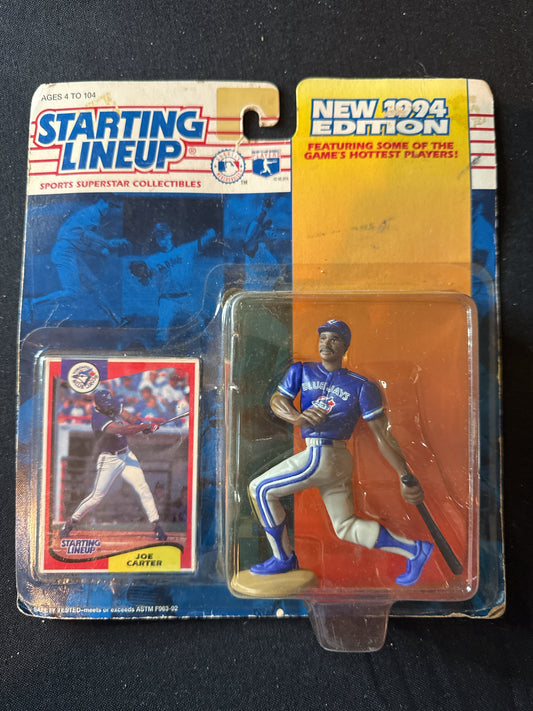 AGES 4 TO 104
STARTING
LINEUP®
SPORTS SUPERSTAR COLLECTIBLES
TM
NEW 1994
EDITION
FEATURING SOME OF THE
GAME'S HOTTEST PLAYERS!
BLUE JAYS
STARTING
LINEUP
JOE
CARTER
SAFETY TESTED-meets or exceeds ASTM F963-92